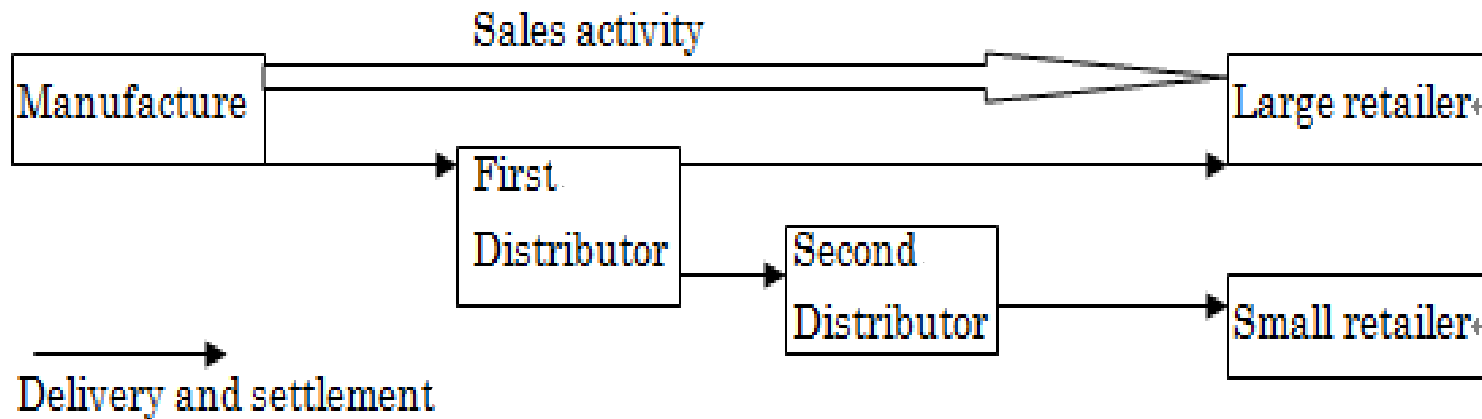 Sales activity
Manufacture
Large retailer
First
Distributor
Second
Distributor
Small retailer
Delivery and settlement